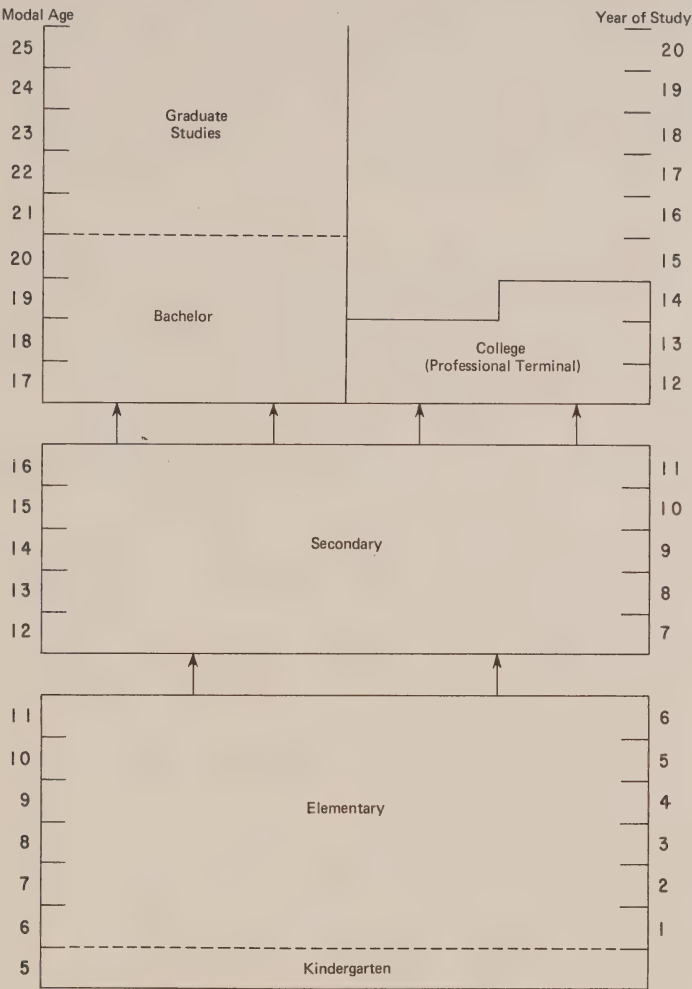 Modal Age Year of Study
25 20
24 19
Graduate
Studies
23 18
22 17
21 16
20 15
19 14
Bachelor
18 13
College
(Professional Terminal)
17 12
16 11
15 10
Secondary
14 9
13 8
12 7
11 6
10 5
9 4
Elementary
8 3
7 2
6 1
5
Kindergarten